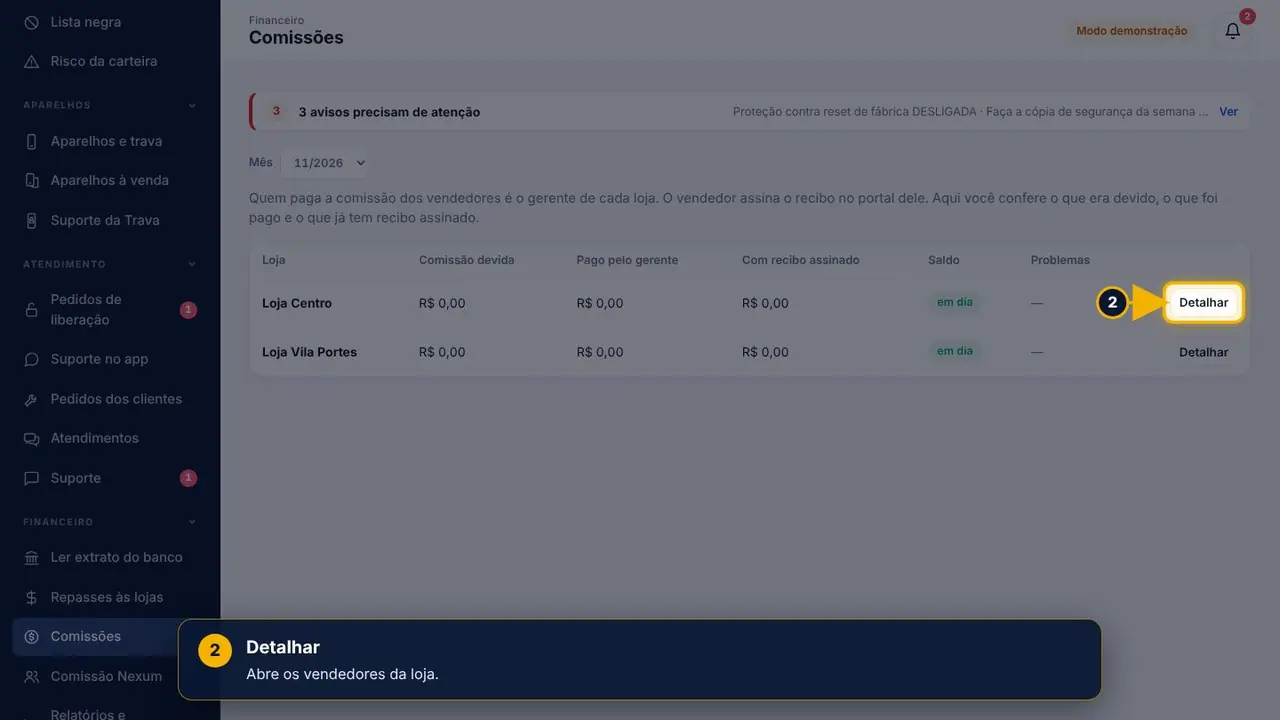 Lista negra
Risco da carteira
APARELHOS
Aparelhos e trava
Aparelhos à venda
Suporte da Trava
ATENDIMENTO
Pedidos de
liberação
1
Suporte no app
Pedidos dos clientes
Atendimentos
Suporte
1
FINANCEIRO
Ler extrato do banco
Repasses às lojas
Comissões
Comissão Nexum
Relatórios e
Financeiro
Comissões
Modo demonstração
2
3
3 avisos precisam de atenção
Proteção contra reset de fábrica DESLIGADA · Faça a cópia de segurança da semana ...
Ver
Mês
11/2026
Quem paga a comissão dos vendedores é o gerente de cada loja. O vendedor assina o recibo no portal dele. Aqui você confere o que era devido, o que foi
pago e o que já tem recibo assinado.
Loja Comissão devida Pago pelo gerente Com recibo assinado Saldo Problemas
Loja Centro R$ 0,00 R$ 0,00 R$ 0,00 em dia — 2 Detalhar
Loja Vila Portes R$ 0,00 R$ 0,00 R$ 0,00 em dia — Detalhar
2
Detalhar
Abre os vendedores da loja.